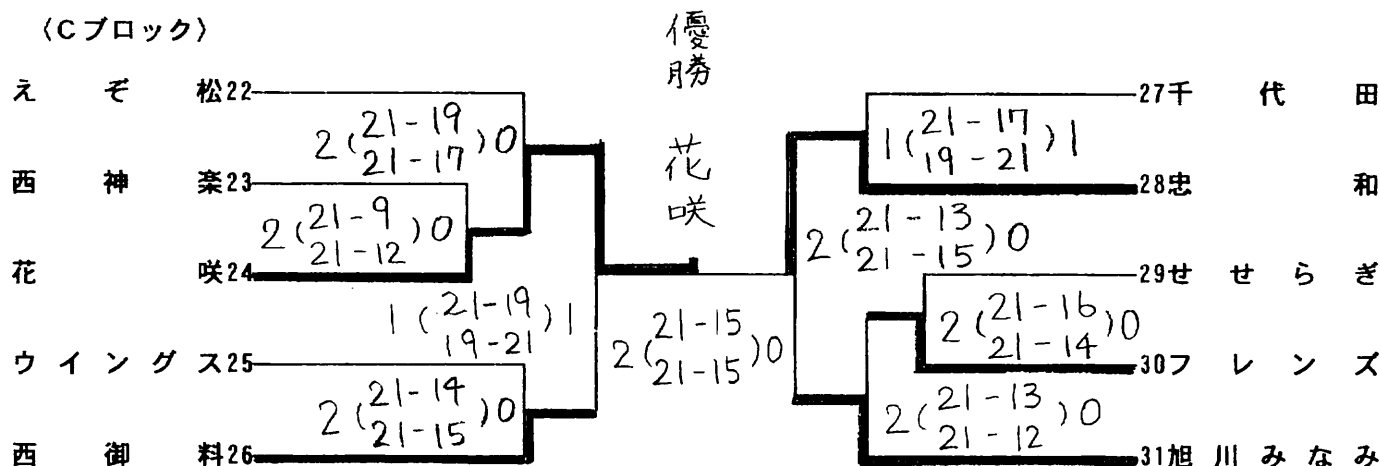 〈Cブロック〉
優勝 花咲
えぞ松22
2(21-19 21-17)0
西神楽23
2(21-9 21-12)0
花咲24
1(21-19 19-21)1
ウイングス25
2(21-14 21-15)0
西御料26
2(21-15 21-15)0
27千代田
1(21-17 19-21)1
28忠和
2(21-13 21-15)0
29せせらぎ
2(21-16 21-14)0
30フレンズ
2(21-13 21-12)0
31旭川みなみ